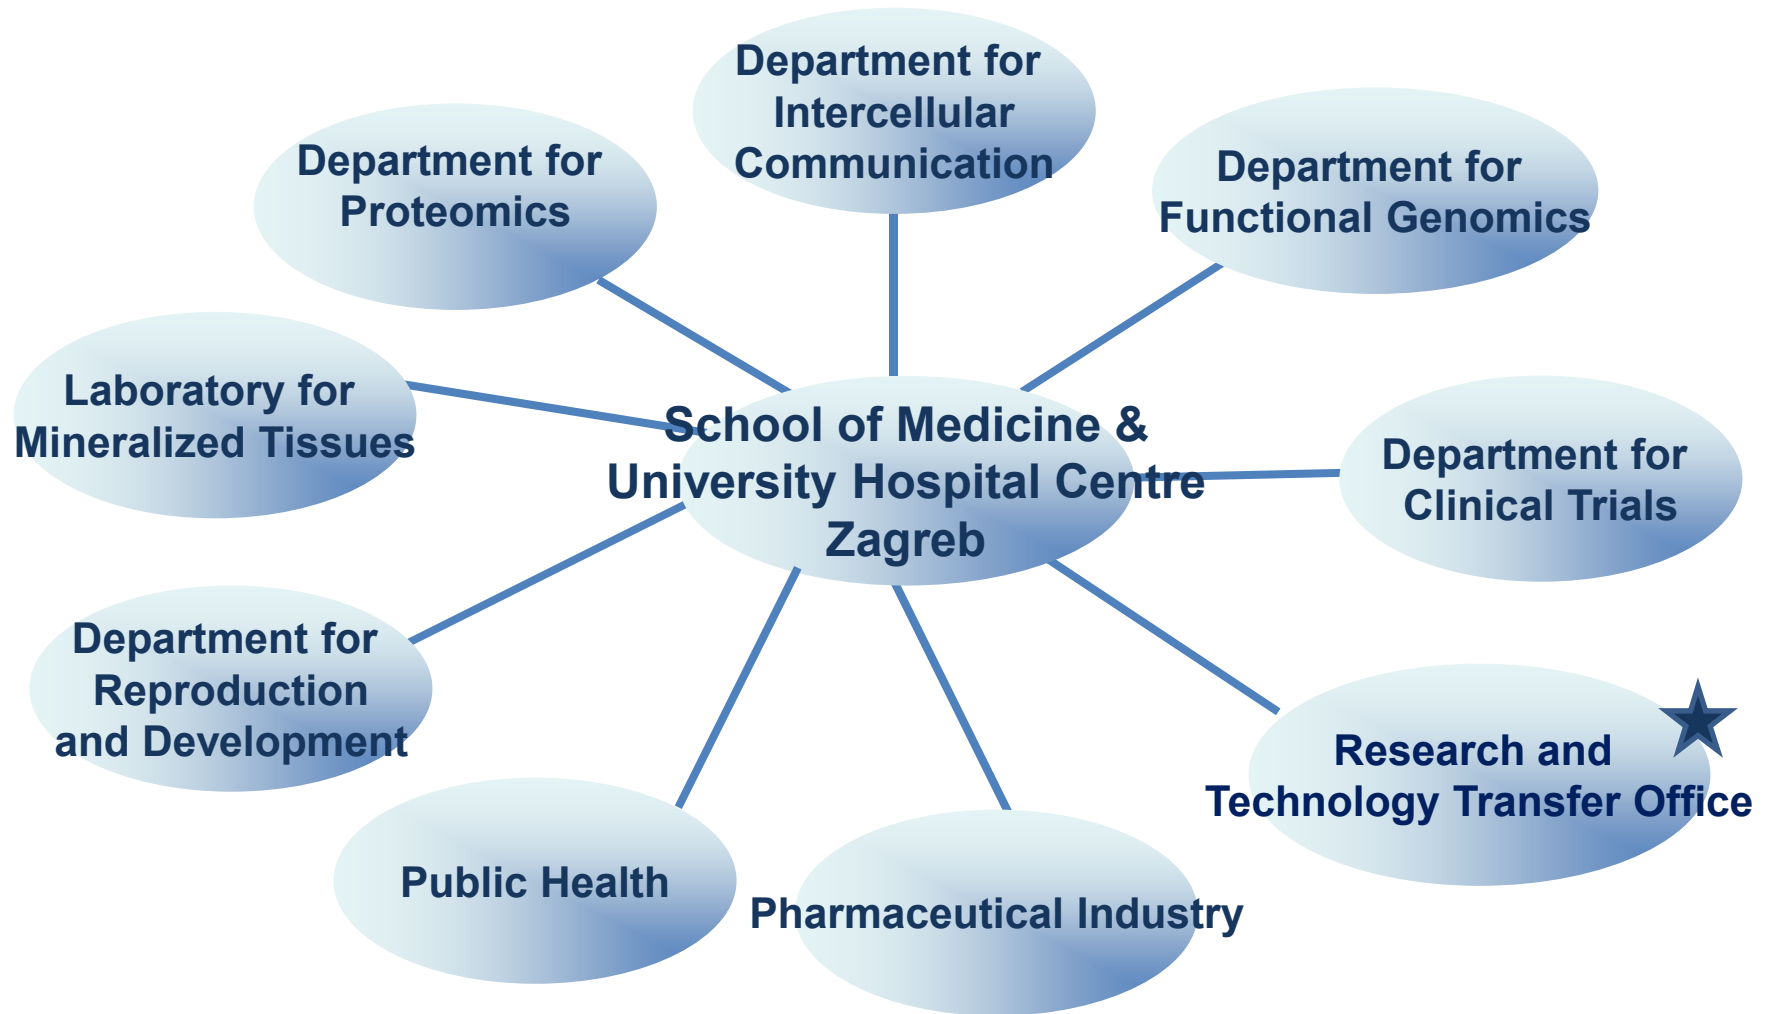 Department for
Intercellular
Communication
Department for
Proteomics
Department for
Functional Genomics
Laboratory for
Mineralized Tissues
School of Medicine &
University Hospital Centre
Zagreb
Department for
Clinical Trials
Department for
Reproduction
and Development
Research and
Technology Transfer Office
Public Health
Pharmaceutical Industry